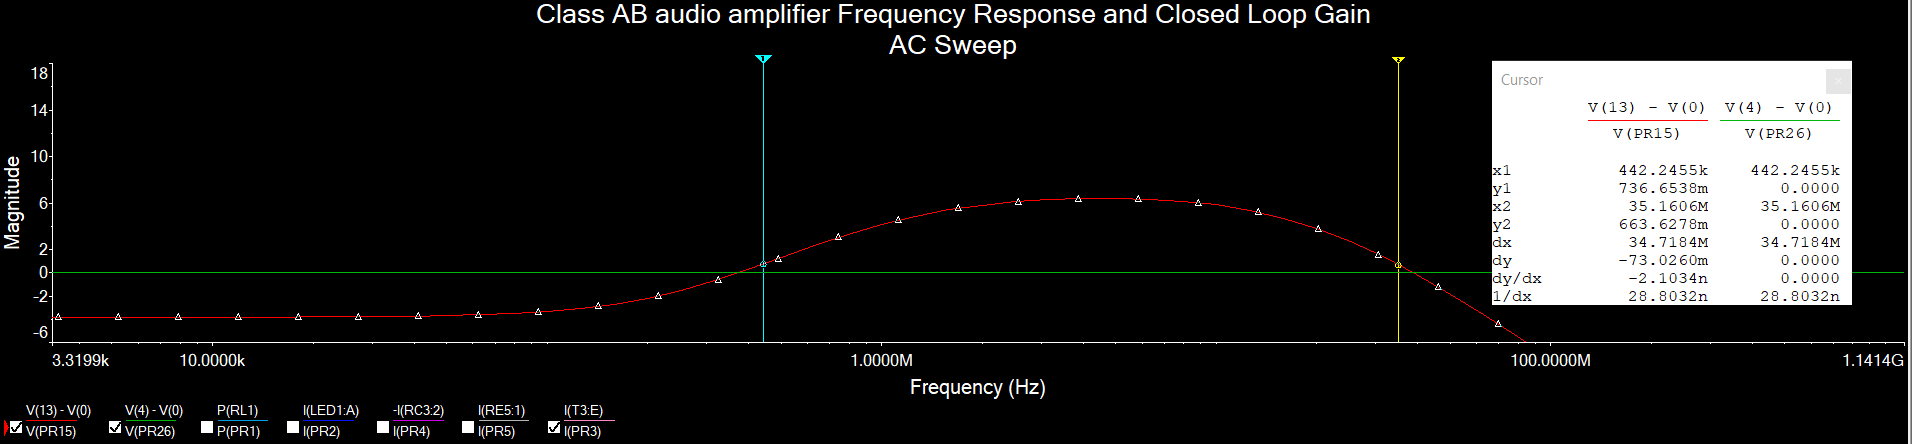 Class AB audio amplifier Frequency Response and Closed Loop Gain
AC Sweep
Magnitude
18
14
10
6
2
0
-2
-6
3.3199k 10.0000k 1.0000M 100.0000M 1.1414G
Frequency (Hz)
Cursor
V(13) - V(0) V(4) - V(0)
V(PR15) V(PR26)
x1 442.2455k 442.2455k
y1 736.6538m 0.0000
x2 35.1606M 35.1606M
y2 663.6278m 0.0000
dx 34.7184M 34.7184M
dy -73.0260m 0.0000
dy/dx -2.1034n 0.0000
1/dx 28.8032n 28.8032n
V(13) - V(0) V(4) - V(0) P(RL1) I(LED1:A) -I(RC3:2) I(RE5:1) I(T3:E)
V(PR15) V(PR26) P(PR1) I(PR2) I(PR4) I(PR5) I(PR3)